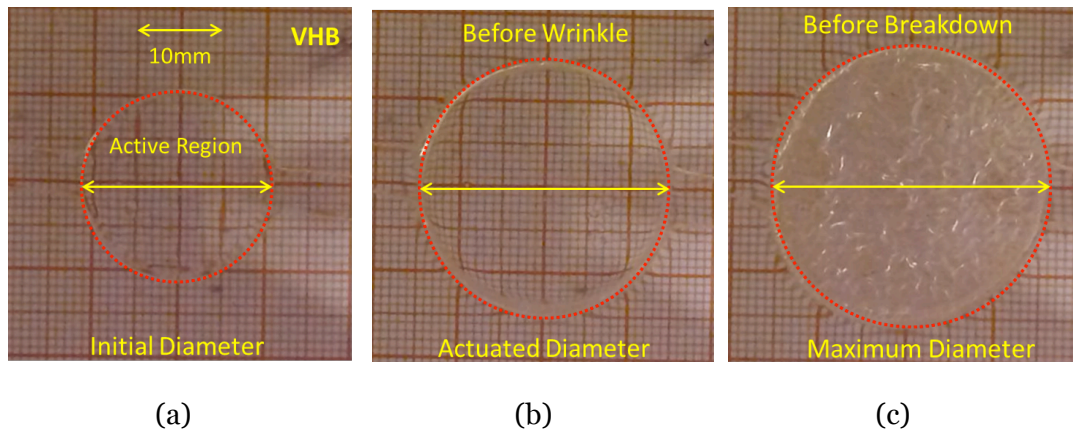 VHB
10mm
Active Region
Initial Diameter
Before Wrinkle
Actuated Diameter
Before Breakdown
Maximum Diameter
(a)
(b)
(c)